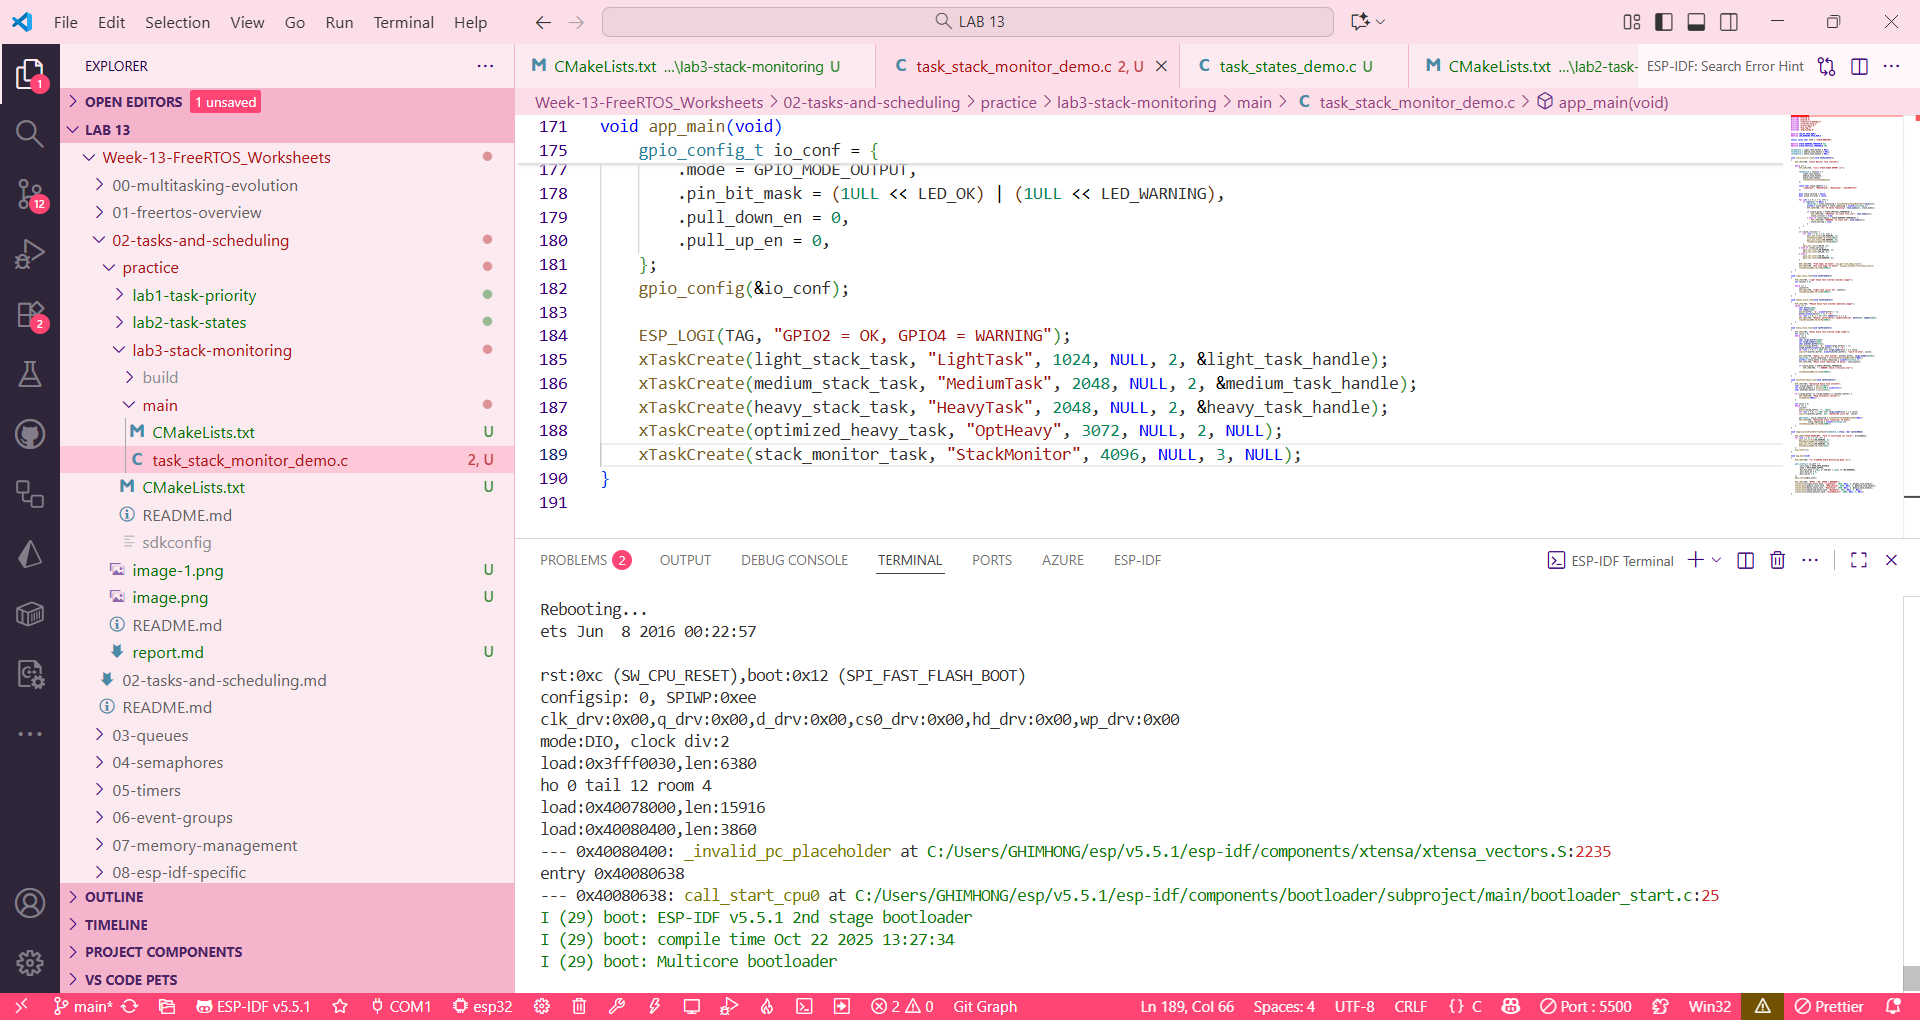 File Edit Selection View Go Run Terminal Help
LAB 13
EXPLORER
OPEN EDITORS 1 unsaved
LAB 13
Week-13-FreeRTOS_Worksheets
00-multitasking-evolution
01-freertos-overview
02-tasks-and-scheduling
practice
lab1-task-priority
lab2-task-states
lab3-stack-monitoring
build
main
CMakeLists.txt U
task_stack_monitor_demo.c 2, U
CMakeLists.txt U
README.md
sdkconfig
image-1.png U
image.png U
README.md
report.md U
02-tasks-and-scheduling.md
README.md
03-queues
04-semaphores
05-timers
06-event-groups
07-memory-management
08-esp-idf-specific
OUTLINE
TIMELINE
PROJECT COMPONENTS
VS CODE PETS
1
12
2
CMakeLists.txt ...\lab3-stack-monitoring U
task_stack_monitor_demo.c 2, U
task_states_demo.c U
CMakeLists.txt ...\lab2-task-
ESP-IDF: Search Error Hint
Week-13-FreeRTOS_Worksheets > 02-tasks-and-scheduling > practice > lab3-stack-monitoring > main > C task_stack_monitor_demo.c > app_main(void)
171 void app_main(void)
175 gpio_config_t io_conf = {
177 .mode = GPIO_MODE_OUTPUT,
178 .pin_bit_mask = (1ULL << LED_OK) | (1ULL << LED_WARNING),
179 .pull_down_en = 0,
180 .pull_up_en = 0,
181 };
182 gpio_config(&io_conf);
183
184 ESP_LOGI(TAG, "GPIO2 = OK, GPIO4 = WARNING");
185 xTaskCreate(light_stack_task, "LightTask", 1024, NULL, 2, &light_task_handle);
186 xTaskCreate(medium_stack_task, "MediumTask", 2048, NULL, 2, &medium_task_handle);
187 xTaskCreate(heavy_stack_task, "HeavyTask", 2048, NULL, 2, &heavy_task_handle);
188 xTaskCreate(optimized_heavy_task, "OptHeavy", 3072, NULL, 2, NULL);
189 xTaskCreate(stack_monitor_task, "StackMonitor", 4096, NULL, 3, NULL);
190 }
191
PROBLEMS 2 OUTPUT DEBUG CONSOLE TERMINAL PORTS AZURE ESP-IDF
ESP-IDF Terminal
Rebooting...
ets Jun  8 2016 00:22:57
rst:0xc (SW_CPU_RESET),boot:0x12 (SPI_FAST_FLASH_BOOT)
configsip: 0, SPIWP:0xee
clk_drv:0x00,q_drv:0x00,d_drv:0x00,cs0_drv:0x00,hd_drv:0x00,wp_drv:0x00
mode:DIO, clock div:2
load:0x3fff0030,len:6380
ho 0 tail 12 room 4
load:0x40078000,len:15916
load:0x40080400,len:3860
--- 0x40080400: _invalid_pc_placeholder at C:/Users/GHIMHONG/esp/v5.5.1/esp-idf/components/xtensa/xtensa_vectors.S:2235
entry 0x40080638
--- 0x40080638: call_start_cpu0 at C:/Users/GHIMHONG/esp/v5.5.1/esp-idf/components/bootloader/subproject/main/bootloader_start.c:25
I (29) boot: ESP-IDF v5.5.1 2nd stage bootloader
I (29) boot: compile time Oct 22 2025 13:27:34
I (29) boot: Multicore bootloader
main* ESP-IDF v5.5.1 COM1 esp32 2 0 Git Graph Ln 189, Col 66 Spaces: 4 UTF-8 CRLF {} C Port : 5500 Win32 Prettier